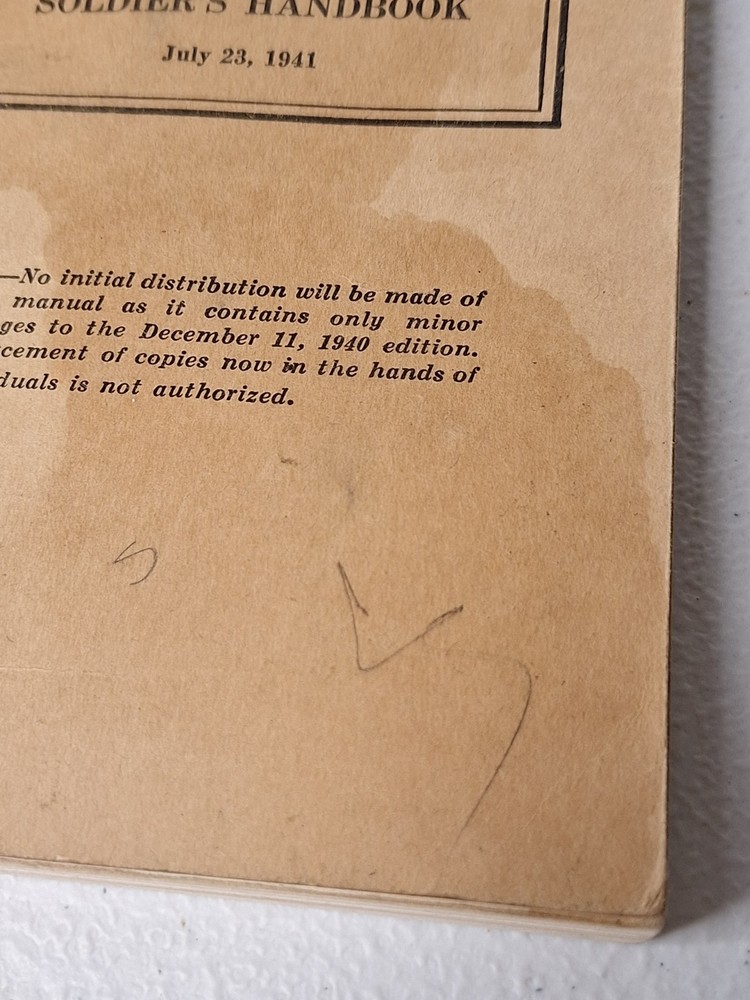 SOLDIER'S HANDBOOK
July 23, 1941
—No initial distribution will be made of
manual as it contains only minor
ges to the December 11, 1940 edition.
cement of copies now in the hands of
duals is not authorized.